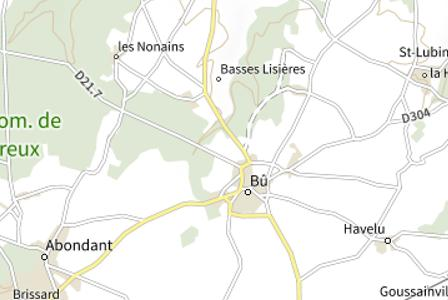 les Nonains
Basses Lisières
St-Lubin
la H
D21.7
D304
om. de
reux
Bû
Havelu
Abondant
Brissard
Goussainvil